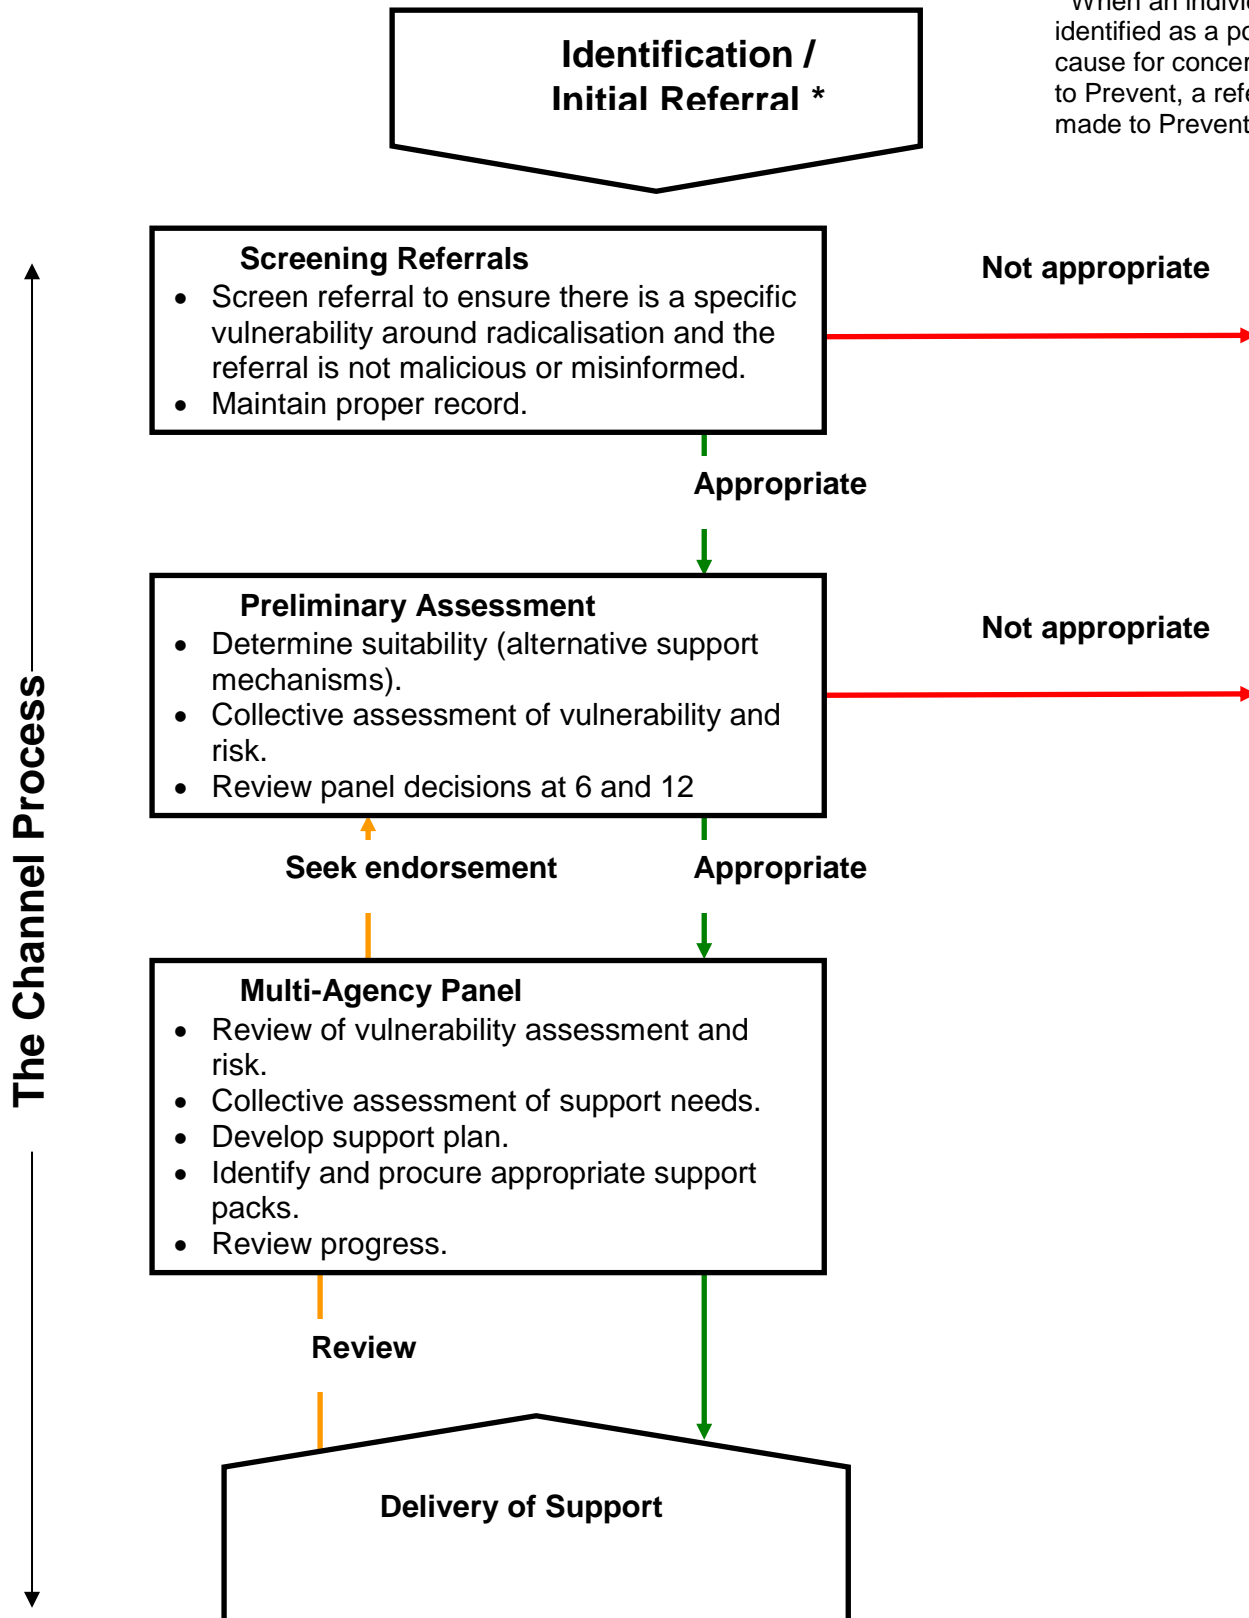 Identification /
Initial Referral *
When an
identified as a
cause for
to Prevent, a
made to Prevent
Screening Referrals
• Screen referral to ensure there is a specific
vulnerability around radicalisation and the
referral is not malicious or misinformed.
• Maintain proper record.
Not appropriate
Appropriate
Preliminary Assessment
• Determine suitability (alternative support
mechanisms).
• Collective assessment of vulnerability and
risk.
• Review panel decisions at 6 and 12
Not appropriate
The Channel Process
Seek endorsement
Appropriate
Multi-Agency Panel
• Review of vulnerability assessment and
risk.
• Collective assessment of support needs.
• Develop support plan.
• Identify and procure appropriate support
packs.
• Review progress.
Review
Delivery of Support